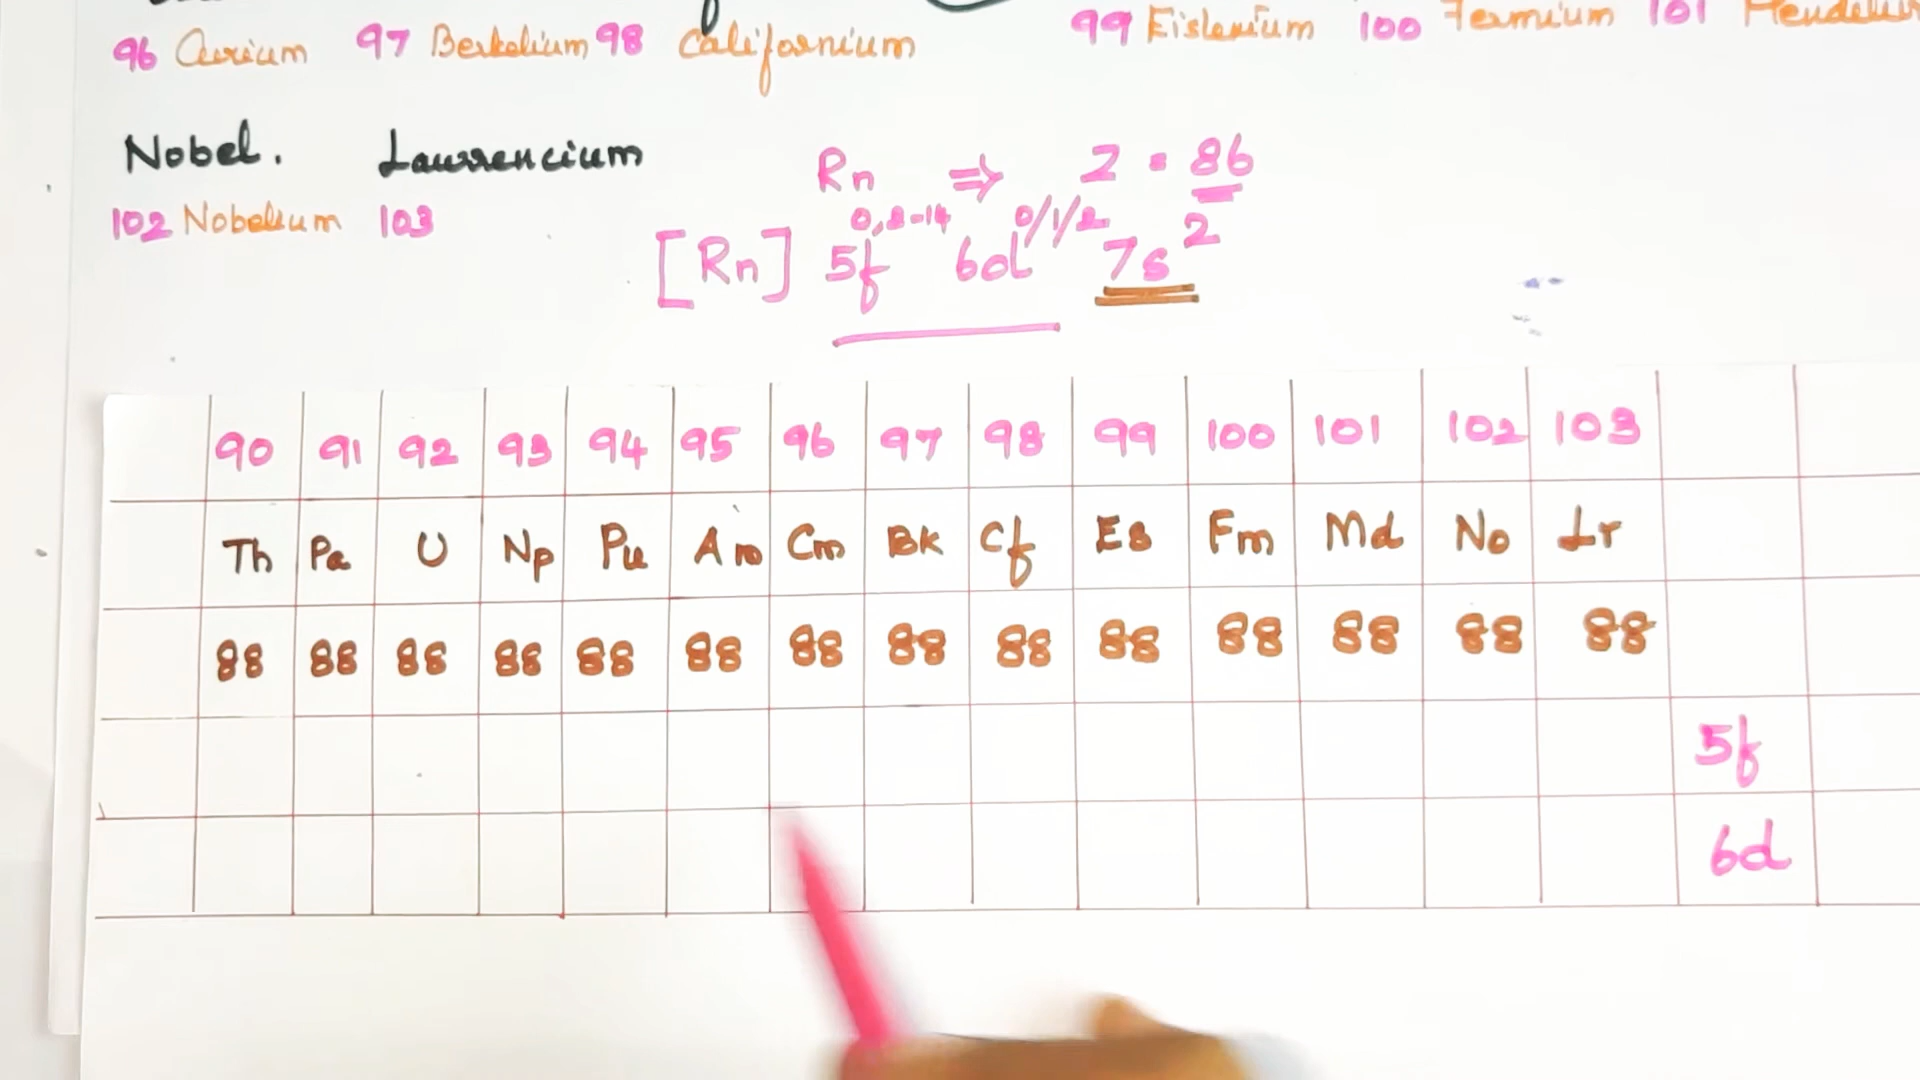 96 Curium 97 Berkelium 98 Californium 99 Eistenium 100 Fermium 101
Nobel. Lawrrencium
102 Nobelium 103
Rn ⇒ Z = 86
[Rn] 5f 0,2-14 6d 0/1/2 7s 2
90 91 92 93 94 95 96 97 98 99 100 101 102 103
Th Pa U Np Pu Am Cm Bk Cf Es Fm Md No Lr
88 88 88 88 88 88 88 88 88 88 88 88 88 88
5f
6d